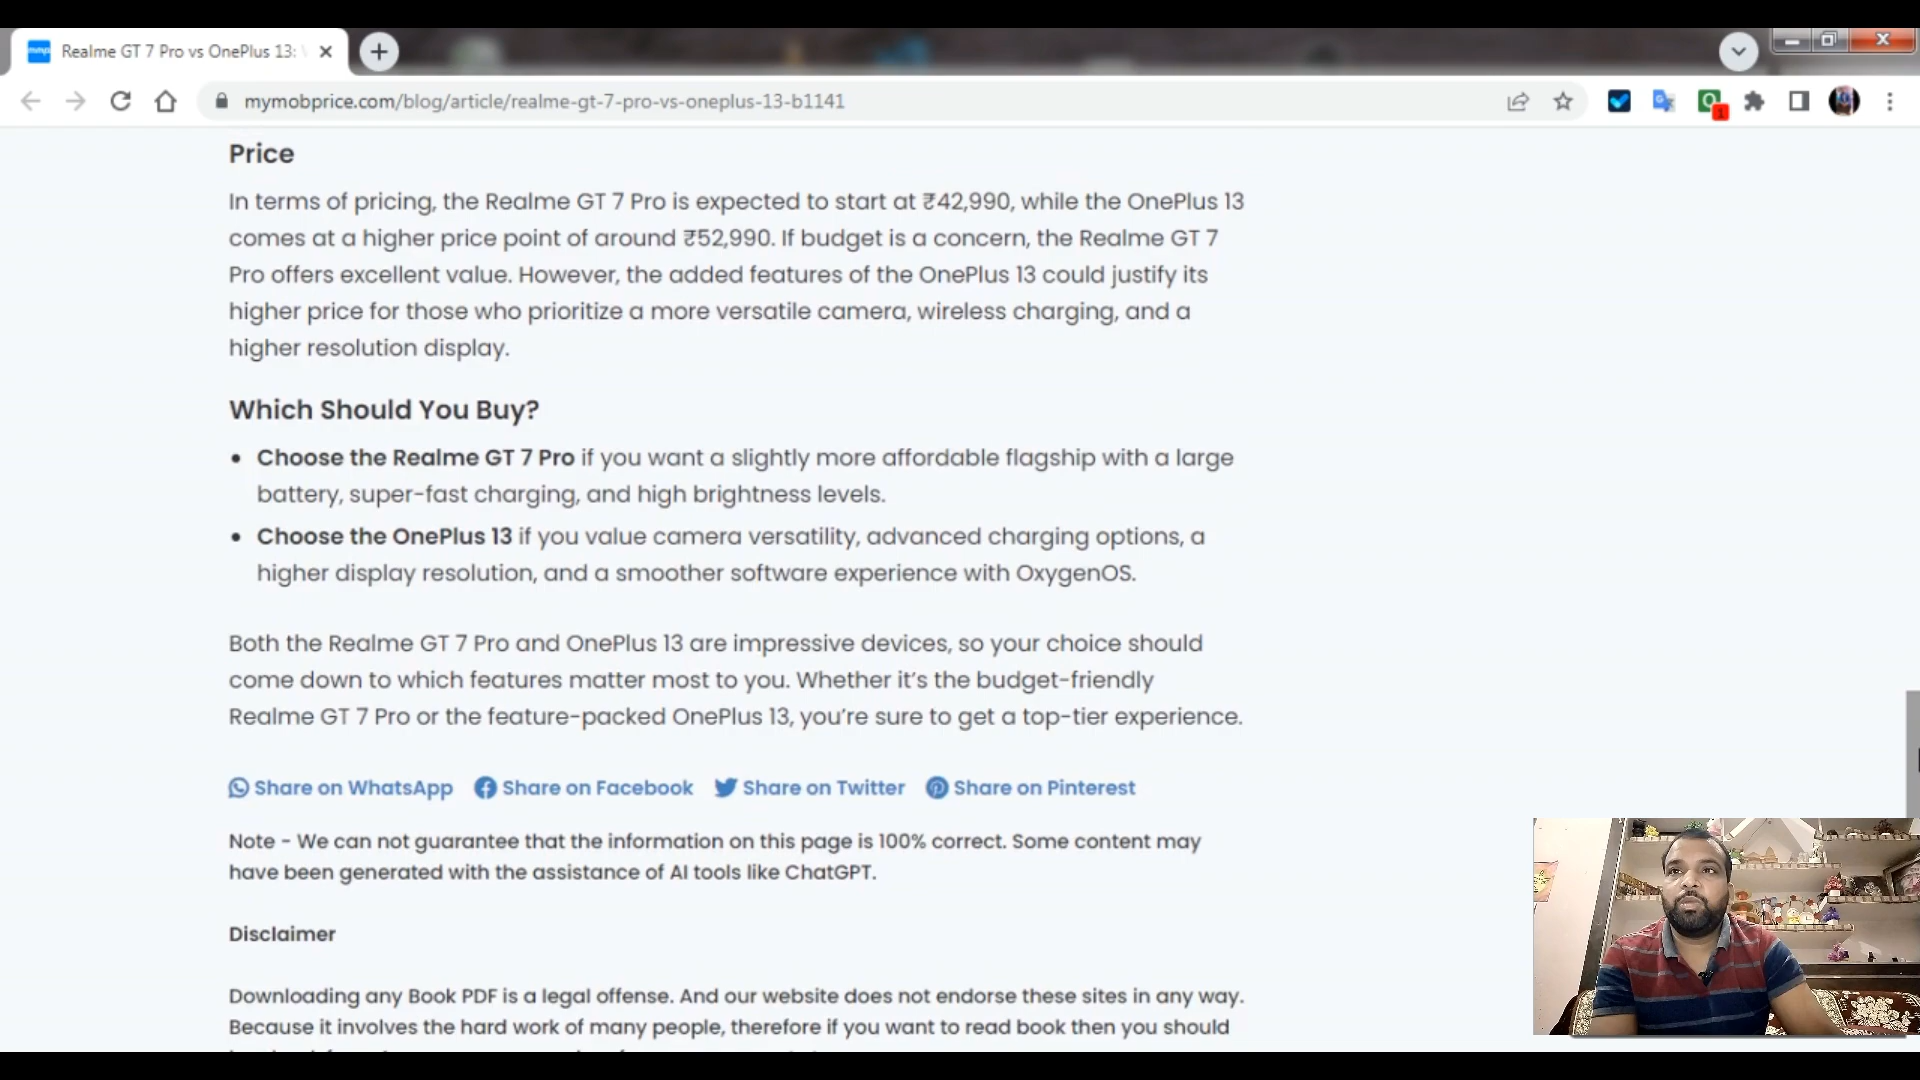 mmp Realme GT 7 Pro vs OnePlus 13:
mymobprice.com/blog/article/realme-gt-7-pro-vs-oneplus-13-b1141
1
Price
In terms of pricing, the Realme GT 7 Pro is expected to start at ₹42,990, while the OnePlus 13
comes at a higher price point of around ₹52,990. If budget is a concern, the Realme GT 7
Pro offers excellent value. However, the added features of the OnePlus 13 could justify its
higher price for those who prioritize a more versatile camera, wireless charging, and a
higher resolution display.
Which Should You Buy?
• Choose the Realme GT 7 Pro if you want a slightly more affordable flagship with a large
battery, super-fast charging, and high brightness levels.
• Choose the OnePlus 13 if you value camera versatility, advanced charging options, a
higher display resolution, and a smoother software experience with OxygenOS.
Both the Realme GT 7 Pro and OnePlus 13 are impressive devices, so your choice should
come down to which features matter most to you. Whether it’s the budget-friendly
Realme GT 7 Pro or the feature-packed OnePlus 13, you’re sure to get a top-tier experience.
Share on WhatsApp Share on Facebook Share on Twitter Share on Pinterest
Note - We can not guarantee that the information on this page is 100% correct. Some content may
have been generated with the assistance of AI tools like ChatGPT.
Disclaimer
Downloading any Book PDF is a legal offense. And our website does not endorse these sites in any way.
Because it involves the hard work of many people, therefore if you want to read book then you should